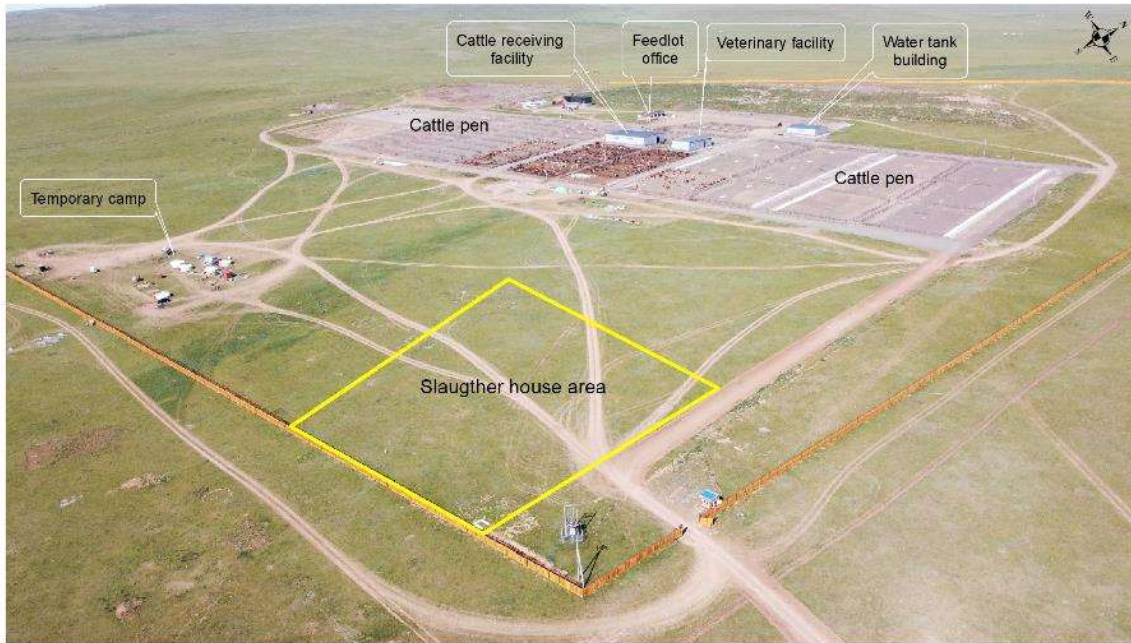 Cattle receiving
facility
Feedlot
office
Veterinary facility
Water tank
building
Cattle pen
Cattle pen
Temporary camp
Slaugther house area
W
N
S
E